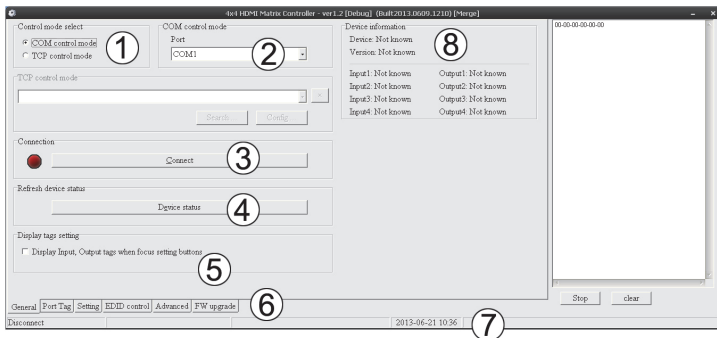 4x4 HDMI Matrix Controller - ver1.2 [Debug] (Built2013.0609.1210) [Merge]
Control mode select
COM control mode
TCP control mode
1
COM control mode
Port
COM1
2
Device information
Device: Not known
Version: Not known
8
Input1: Not known Output1: Not known
Input2: Not known Output2: Not known
Input3: Not known Output3: Not known
Input4: Not known Output4: Not known
00-00-00-00-00-00
TCP control mode
Search... Config...
Connection
Connect
3
Refresh device status
Device status
4
Display tags setting
Display Input, Output tags when focus setting buttons
5
General Port Tag Setting EDID control Advanced FW upgrade
6
Stop clear
Disconnect 2013-06-21 10:36
7